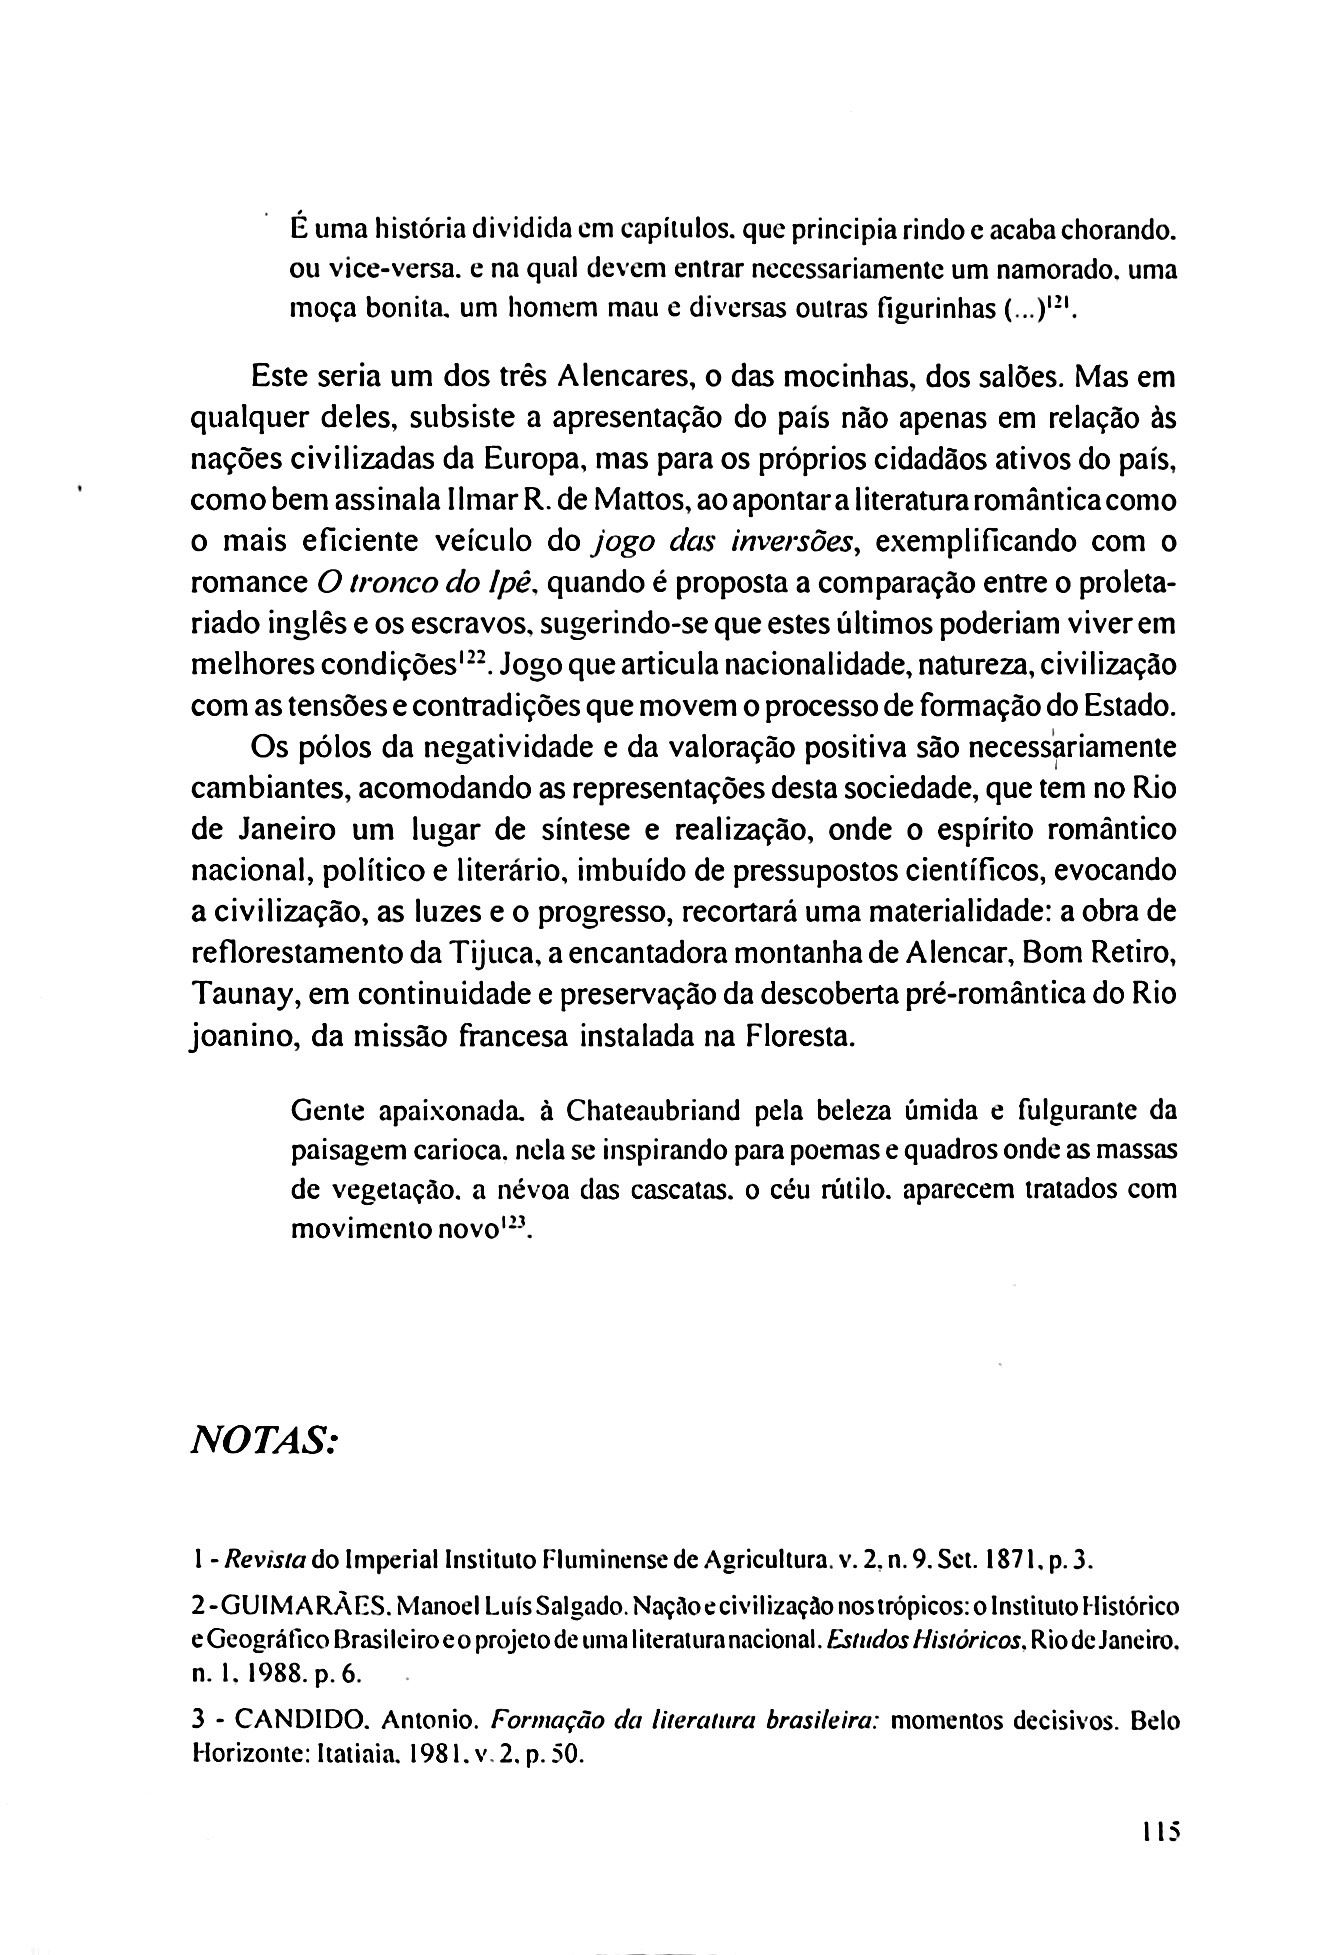 É uma história dividida em capítulos, que principia rindo e acaba chorando,
ou vice-versa, e na qual devem entrar necessariamente um namorado, uma
moça bonita, um homem mau e diversas outras figurinhas (...)¹²¹.
Este seria um dos três Alencares, o das mocinhas, dos salões. Mas em
qualquer deles, subsiste a apresentação do país não apenas em relação às
nações civilizadas da Europa, mas para os próprios cidadãos ativos do país,
como bem assinala Ilmar R. de Mattos, ao apontar a literatura romântica como
o mais eficiente veículo do jogo das inversões, exemplificando com o
romance O tronco do Ipê, quando é proposta a comparação entre o proleta-
riado inglês e os escravos, sugerindo-se que estes últimos poderiam viver em
melhores condições¹²². Jogo que articula nacionalidade, natureza, civilização
com as tensões e contradições que movem o processo de formação do Estado.
Os pólos da negatividade e da valoração positiva são necessariamente
cambiantes, acomodando as representações desta sociedade, que tem no Rio
de Janeiro um lugar de síntese e realização, onde o espírito romântico
nacional, político e literário, imbuído de pressupostos científicos, evocando
a civilização, as luzes e o progresso, recortará uma materialidade: a obra de
reflorestamento da Tijuca, a encantadora montanha de Alencar, Bom Retiro,
Taunay, em continuidade e preservação da descoberta pré-romântica do Rio
joanino, da missão francesa instalada na Floresta.
Gente apaixonada, à Chateaubriand pela beleza úmida e fulgurante da
paisagem carioca, nela se inspirando para poemas e quadros onde as massas
de vegetação, a névoa das cascatas, o céu rútilo, aparecem tratados com
movimento novo¹²³.
NOTAS:
1 - Revista do Imperial Instituto Fluminense de Agricultura. v. 2, n. 9. Set. 1871, p. 3.
2 - GUIMARÃES. Manoel Luís Salgado. Nação e civilização nos trópicos: o Instituto Histórico
e Geográfico Brasileiro e o projeto de uma literatura nacional. Estudos Históricos, Rio de Janeiro,
n. 1, 1988. p. 6.
3 - CANDIDO. Antonio. Formação da literatura brasileira: momentos decisivos. Belo
Horizonte: Itatiaia, 1981. v. 2, p. 50.
115